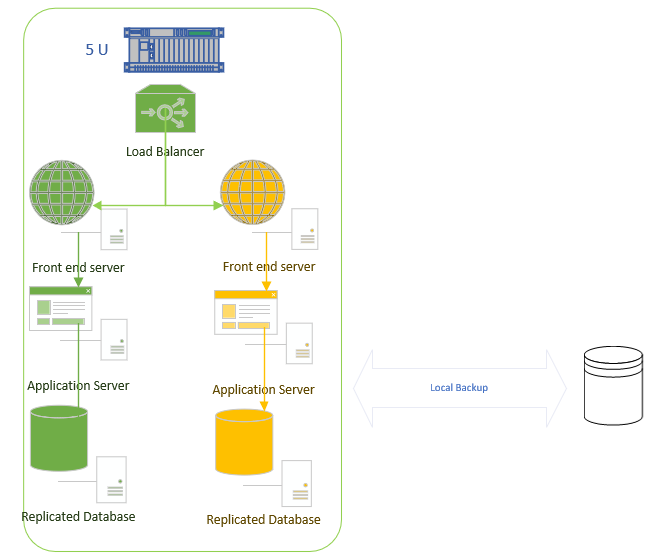 5 U
Load Balancer
Front end server
Front end server
Application Server
Application Server
Local Backup
Replicated Database
Replicated Database